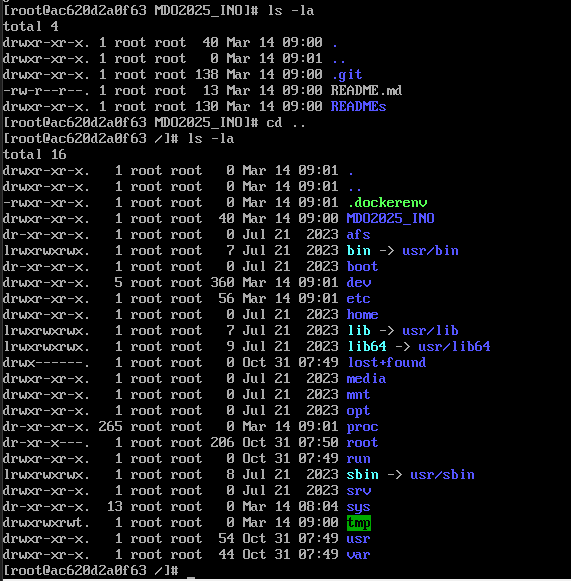 [root@ac620d2a0f63 MDO2025_INO]# ls -la
total 4
drwxr-xr-x. 1 root root  40 Mar 14 09:00 .
drwxr-xr-x. 1 root root   0 Mar 14 09:01 ..
drwxr-xr-x. 1 root root 138 Mar 14 09:00 .git
-rw-r--r--. 1 root root  13 Mar 14 09:00 README.md
drwxr-xr-x. 1 root root 130 Mar 14 09:00 READMEs
[root@ac620d2a0f63 MDO2025_INO]# cd ..
[root@ac620d2a0f63 /]# ls -la
total 16
drwxr-xr-x.   1 root root   0 Mar 14 09:01 .
drwxr-xr-x.   1 root root   0 Mar 14 09:01 ..
-rwxr-xr-x.   1 root root   0 Mar 14 09:01 .dockerenv
drwxr-xr-x.   1 root root  40 Mar 14 09:00 MDO2025_INO
dr-xr-xr-x.   1 root root   0 Jul 21  2023 afs
lrwxrwxrwx.   1 root root   7 Jul 21  2023 bin -> usr/bin
dr-xr-xr-x.   1 root root   0 Jul 21  2023 boot
drwxr-xr-x.   5 root root 360 Mar 14 09:01 dev
drwxr-xr-x.   1 root root  56 Mar 14 09:01 etc
drwxr-xr-x.   1 root root   0 Jul 21  2023 home
lrwxrwxrwx.   1 root root   7 Jul 21  2023 lib -> usr/lib
lrwxrwxrwx.   1 root root   9 Jul 21  2023 lib64 -> usr/lib64
drwx------.   1 root root   0 Oct 31 07:49 lost+found
drwxr-xr-x.   1 root root   0 Jul 21  2023 media
drwxr-xr-x.   1 root root   0 Jul 21  2023 mnt
drwxr-xr-x.   1 root root   0 Jul 21  2023 opt
dr-xr-xr-x. 265 root root   0 Mar 14 09:01 proc
dr-xr-x---.   1 root root 206 Oct 31 07:50 root
drwxr-xr-x.   1 root root   0 Oct 31 07:49 run
lrwxrwxrwx.   1 root root   8 Jul 21  2023 sbin -> usr/sbin
drwxr-xr-x.   1 root root   0 Jul 21  2023 srv
dr-xr-xr-x.  13 root root   0 Mar 14 08:04 sys
drwxrwxrwt.   1 root root   0 Mar 14 09:00 tmp
drwxr-xr-x.   1 root root  54 Oct 31 07:49 usr
drwxr-xr-x.   1 root root  44 Oct 31 07:49 var
[root@ac620d2a0f63 /]# _